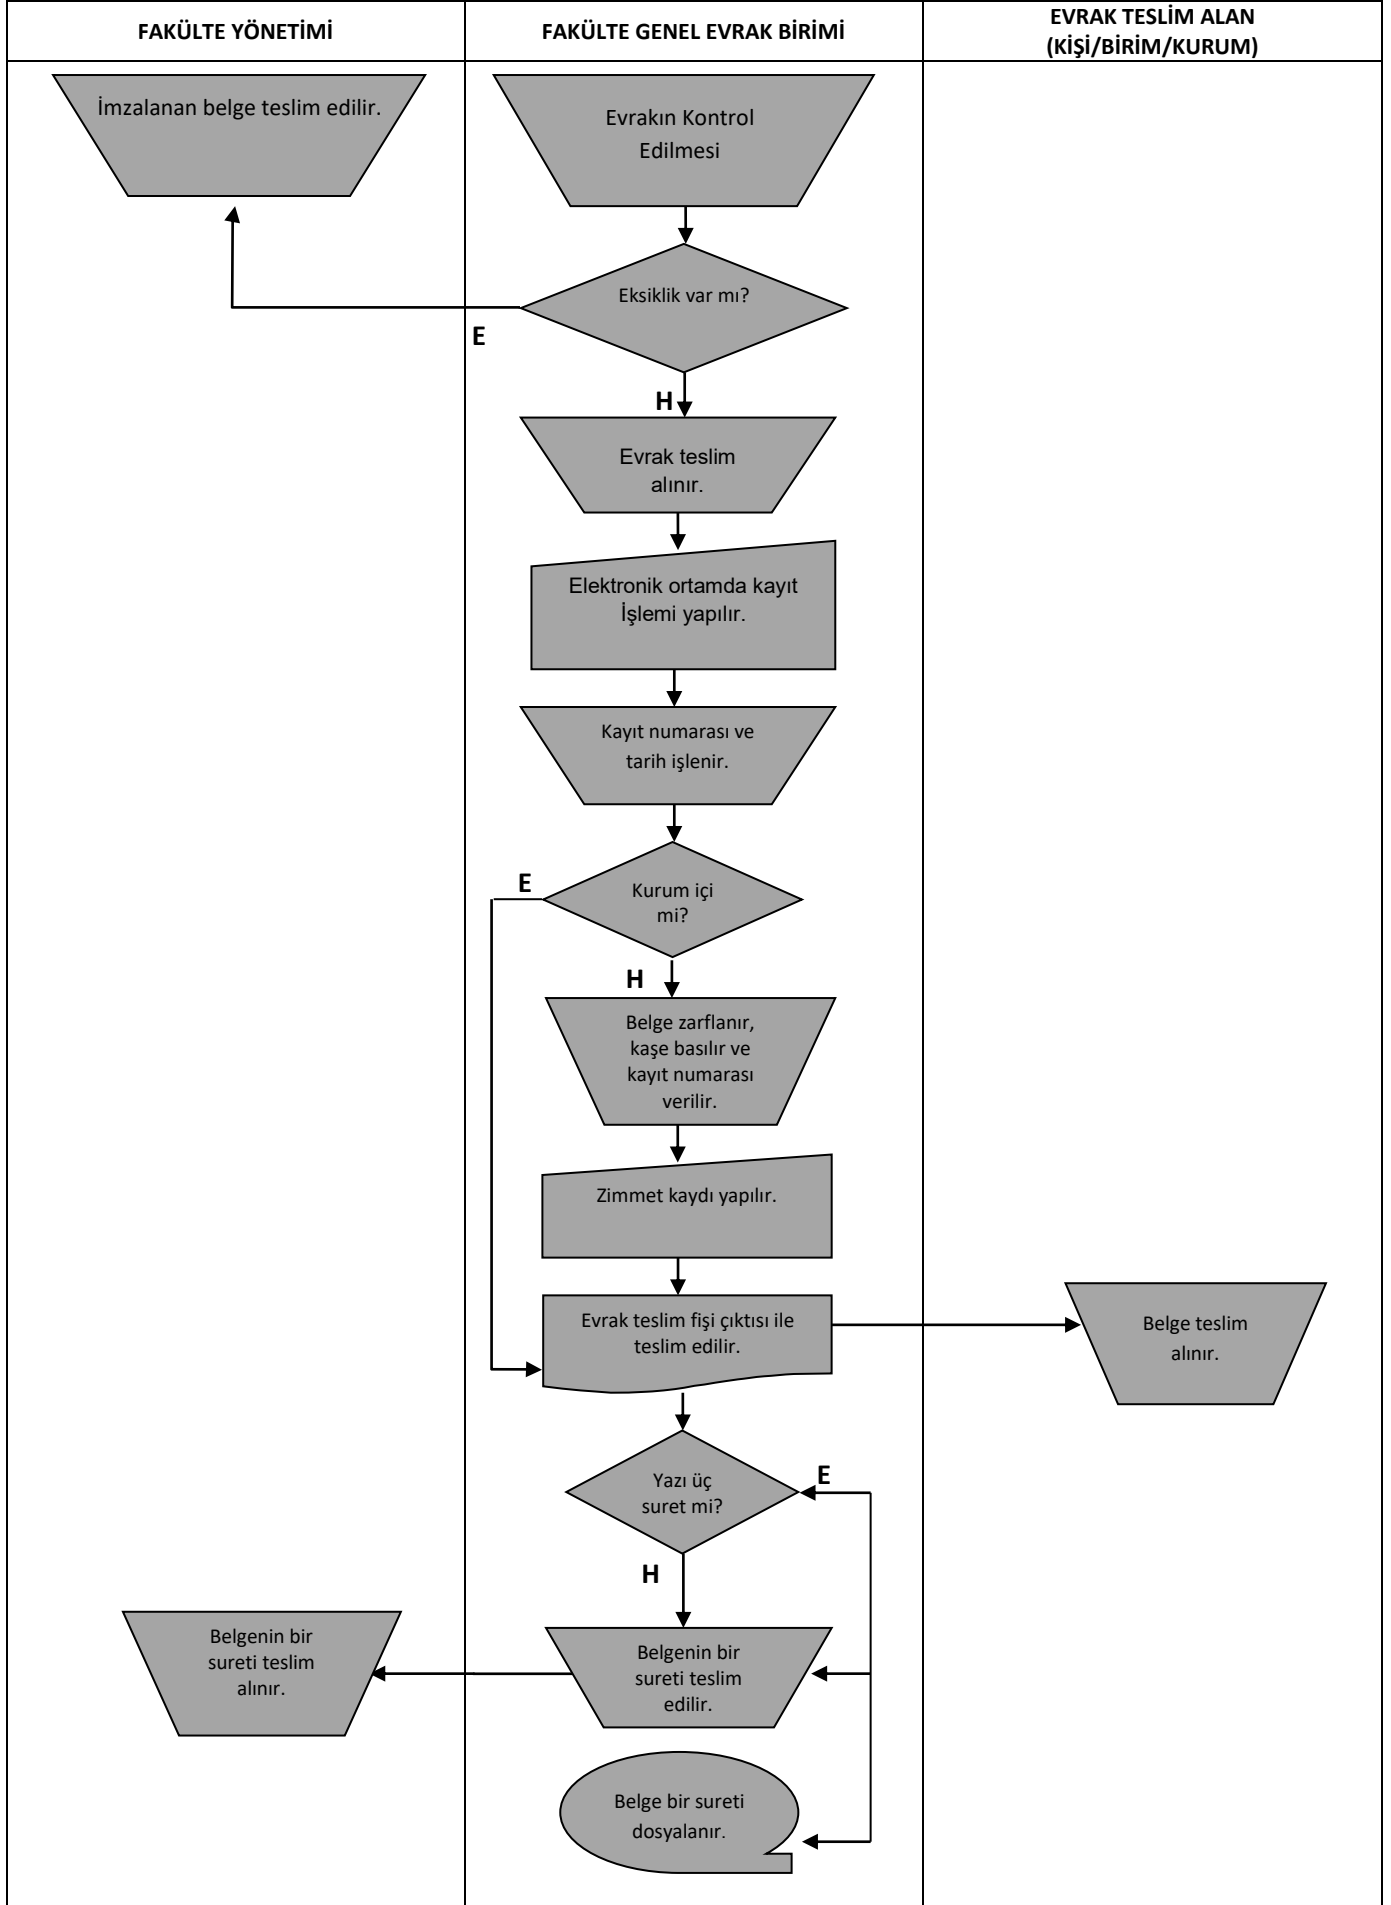 FAKÜLTE YÖNETİMİ
FAKÜLTE GENEL EVRAK BİRİMİ
EVRAK TESLİM ALAN
(KİŞİ/BİRİM/KURUM)
İmzalanan belge teslim edilir.
Evrakın Kontrol
Edilmesi
Eksiklik var mı?
E
H
Evrak teslim
alınır.
Elektronik ortamda kayıt
İşlemi yapılır.
Kayıt numarası ve
tarih işlenir.
E
Kurum içi
mi?
H
Belge zarflanır,
kaşe basılır ve
kayıt numarası
verilir.
Zimmet kaydı yapılır.
Evrak teslim fişi çıktısı ile
teslim edilir.
Belge teslim
alınır.
Yazı üç
suret mi?
E
H
Belgenin bir
sureti teslim
alınır.
Belgenin bir
sureti teslim
edilir.
Belge bir sureti
dosyalanır.